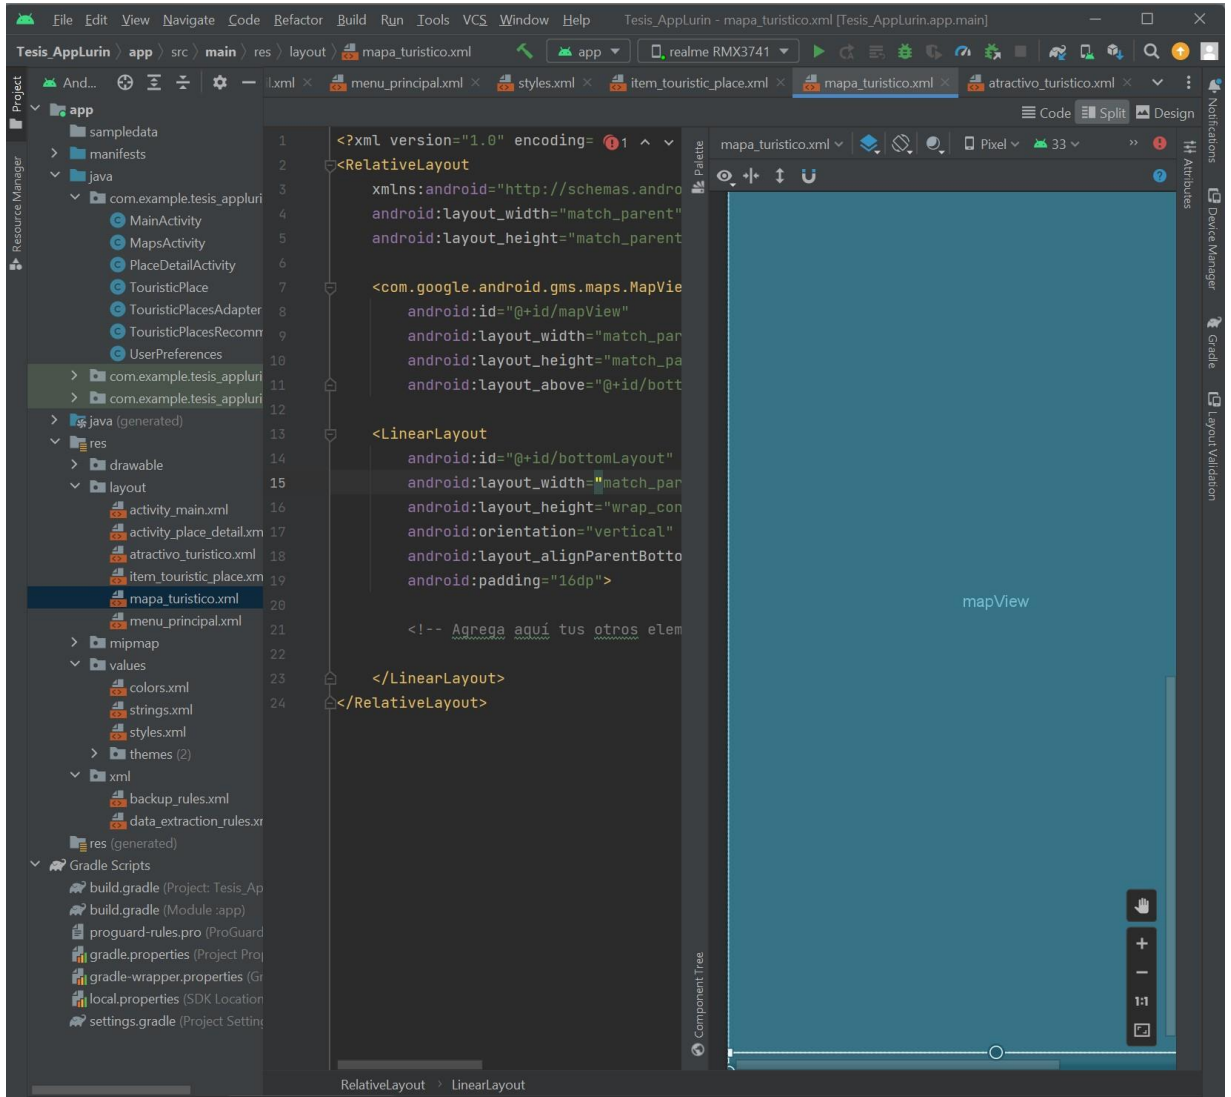 File Edit View Navigate Code Refactor Build Run Tools VCS Window Help Tesis_AppLurin - mapa_turistico.xml [Tesis_AppLurin.app.main]
Tesis_AppLurin app src main res layout mapa_turistico.xml app realme RMX3741
Project
Resource Manager
And...
l.xml menu_principal.xml styles.xml item_touristic_place.xml mapa_turistico.xml atractivo_turistico.xml
Code Split Design
app
sampledata
manifests
java
com.example.tesis_appluri
MainActivity
MapsActivity
PlaceDetailActivity
TouristicPlace
TouristicPlacesAdapter
TouristicPlacesRecomm
UserPreferences
com.example.tesis_appluri
com.example.tesis_appluri
java (generated)
res
drawable
layout
activity_main.xml
activity_place_detail.xm
atractivo_turistico.xml
item_touristic_place.xm
mapa_turistico.xml
menu_principal.xml
mipmap
values
colors.xml
strings.xml
styles.xml
themes (2)
xml
backup_rules.xml
data_extraction_rules.xr
res (generated)
Gradle Scripts
build.gradle (Project: Tesis_Ap
build.gradle (Module :app)
proguard-rules.pro (ProGuard
gradle.properties (Project Prop
gradle-wrapper.properties (Gr
local.properties (SDK Location
settings.gradle (Project Setting
1 <?xml version="1.0" encoding= 1
2 <RelativeLayout
3 xmlns:android="http://schemas.andro
4 android:layout_width="match_parent"
5 android:layout_height="match_parent
6
7 <com.google.android.gms.maps.MapVie
8 android:id="@+id/mapView"
9 android:layout_width="match_par
10 android:layout_height="match_pa
11 android:layout_above="@+id/bott
12
13 <LinearLayout
14 android:id="@+id/bottomLayout"
15 android:layout_width="match_par
16 android:layout_height="wrap_con
17 android:orientation="vertical"
18 android:layout_alignParentBotto
19 android:padding="16dp">
20
21 <!-- Agrega aquí tus otros elem
22
23 </LinearLayout>
24 </RelativeLayout>
RelativeLayout LinearLayout
Palette
Component Tree
mapa_turistico.xml Pixel 33
mapView
1:1
Attributes
Notifications
Device Manager
Gradle
Layout Validation